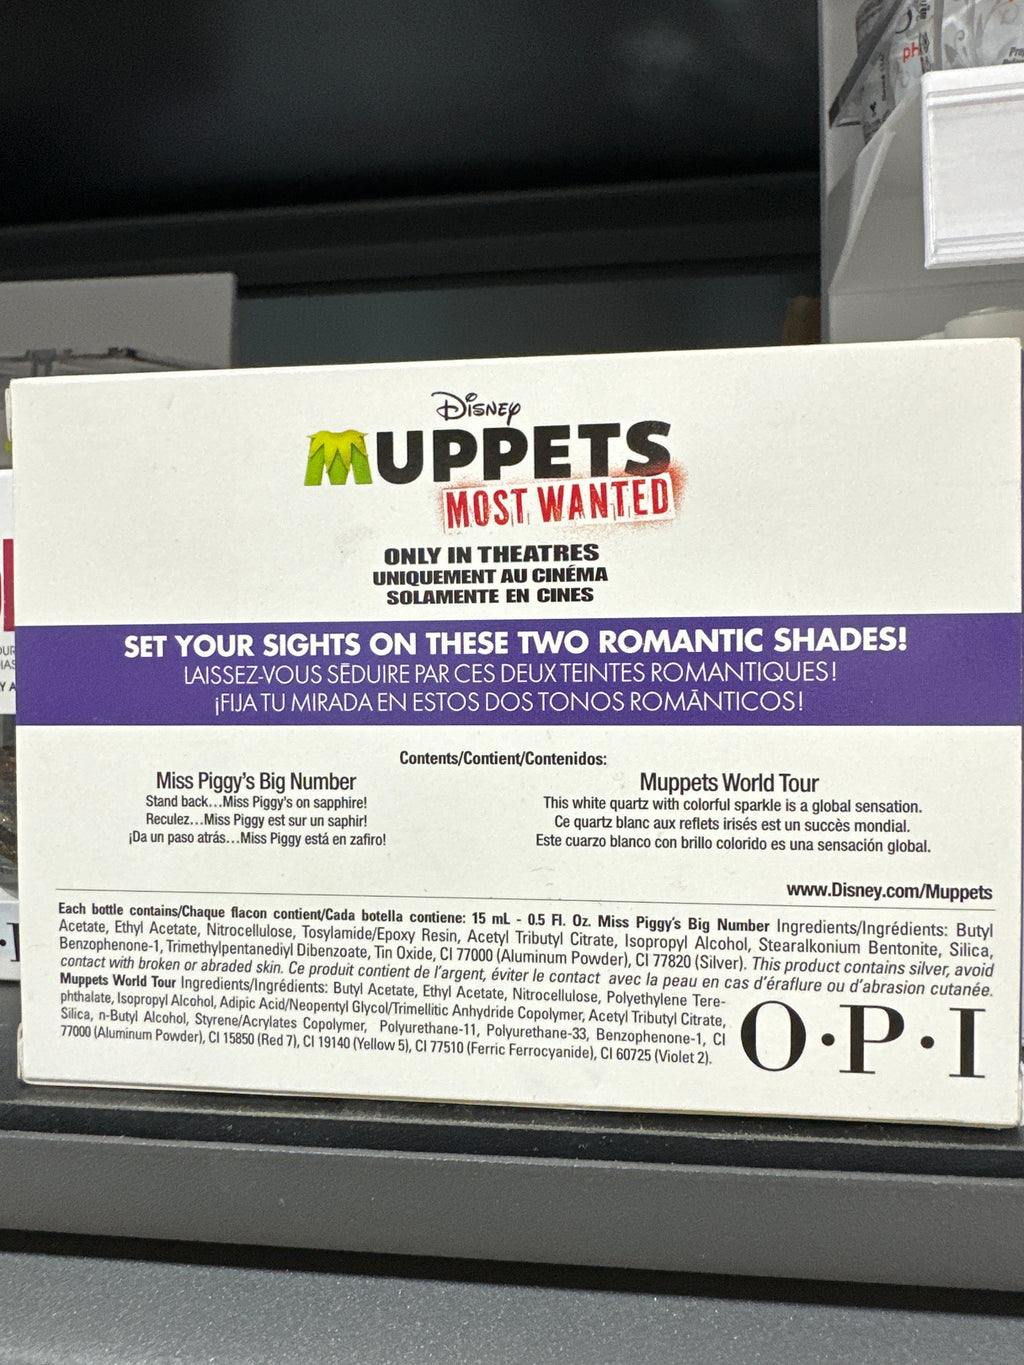 pH
Disney
MUPPETS
MOST WANTED
ONLY IN THEATRES
UNIQUEMENT AU CINÉMA
SOLAMENTE EN CINES
SET YOUR SIGHTS ON THESE TWO ROMANTIC SHADES!
LAISSEZ-VOUS SĒDUIRE PAR CES DEUX TEINTES ROMANTIQUES!
¡FIJA TU MIRADA EN ESTOS DOS TONOS ROMĀNTICOS!
Contents/Contient/Contenidos:
Miss Piggy's Big Number
Stand back...Miss Piggy's on sapphire!
Reculez...Miss Piggy est sur un saphir!
¡Da un paso atrás...Miss Piggy está en zafiro!
Muppets World Tour
This white quartz with colorful sparkle is a global sensation.
Ce quartz blanc aux reflets irisés est un succès mondial.
Este cuarzo blanco con brillo colorido es una sensación global.
www.Disney.com/Muppets
Each bottle contains/Chaque flacon contient/Cada botella contiene: 15 mL - 0.5 Fl. Oz. Miss Piggy's Big Number Ingredients/Ingrédients: Butyl
Acetate, Ethyl Acetate, Nitrocellulose, Tosylamide/Epoxy Resin, Acetyl Tributyl Citrate, Isopropyl Alcohol, Stearalkonium Bentonite, Silica,
Benzophenone-1, Trimethylpentanediyl Dibenzoate, Tin Oxide, CI 77000 (Aluminum Powder), CI 77820 (Silver). This product contains silver, avoid
contact with broken or abraded skin. Ce produit contient de l'argent, éviter le contact avec la peau en cas d'éraflure ou d'abrasion cutanée.
Muppets World Tour Ingredients/Ingrédients: Butyl Acetate, Ethyl Acetate, Nitrocellulose, Polyethylene Tere-
phthalate, Isopropyl Alcohol, Adipic Acid/Neopentyl Glycol/Trimellitic Anhydride Copolymer, Acetyl Tributyl Citrate,
Silica, n-Butyl Alcohol, Styrene/Acrylates Copolymer, Polyurethane-11, Polyurethane-33, Benzophenone-1, CI
77000 (Aluminum Powder), CI 15850 (Red 7), CI 19140 (Yellow 5), CI 77510 (Ferric Ferrocyanide), CI 60725 (Violet 2).
O·P·I